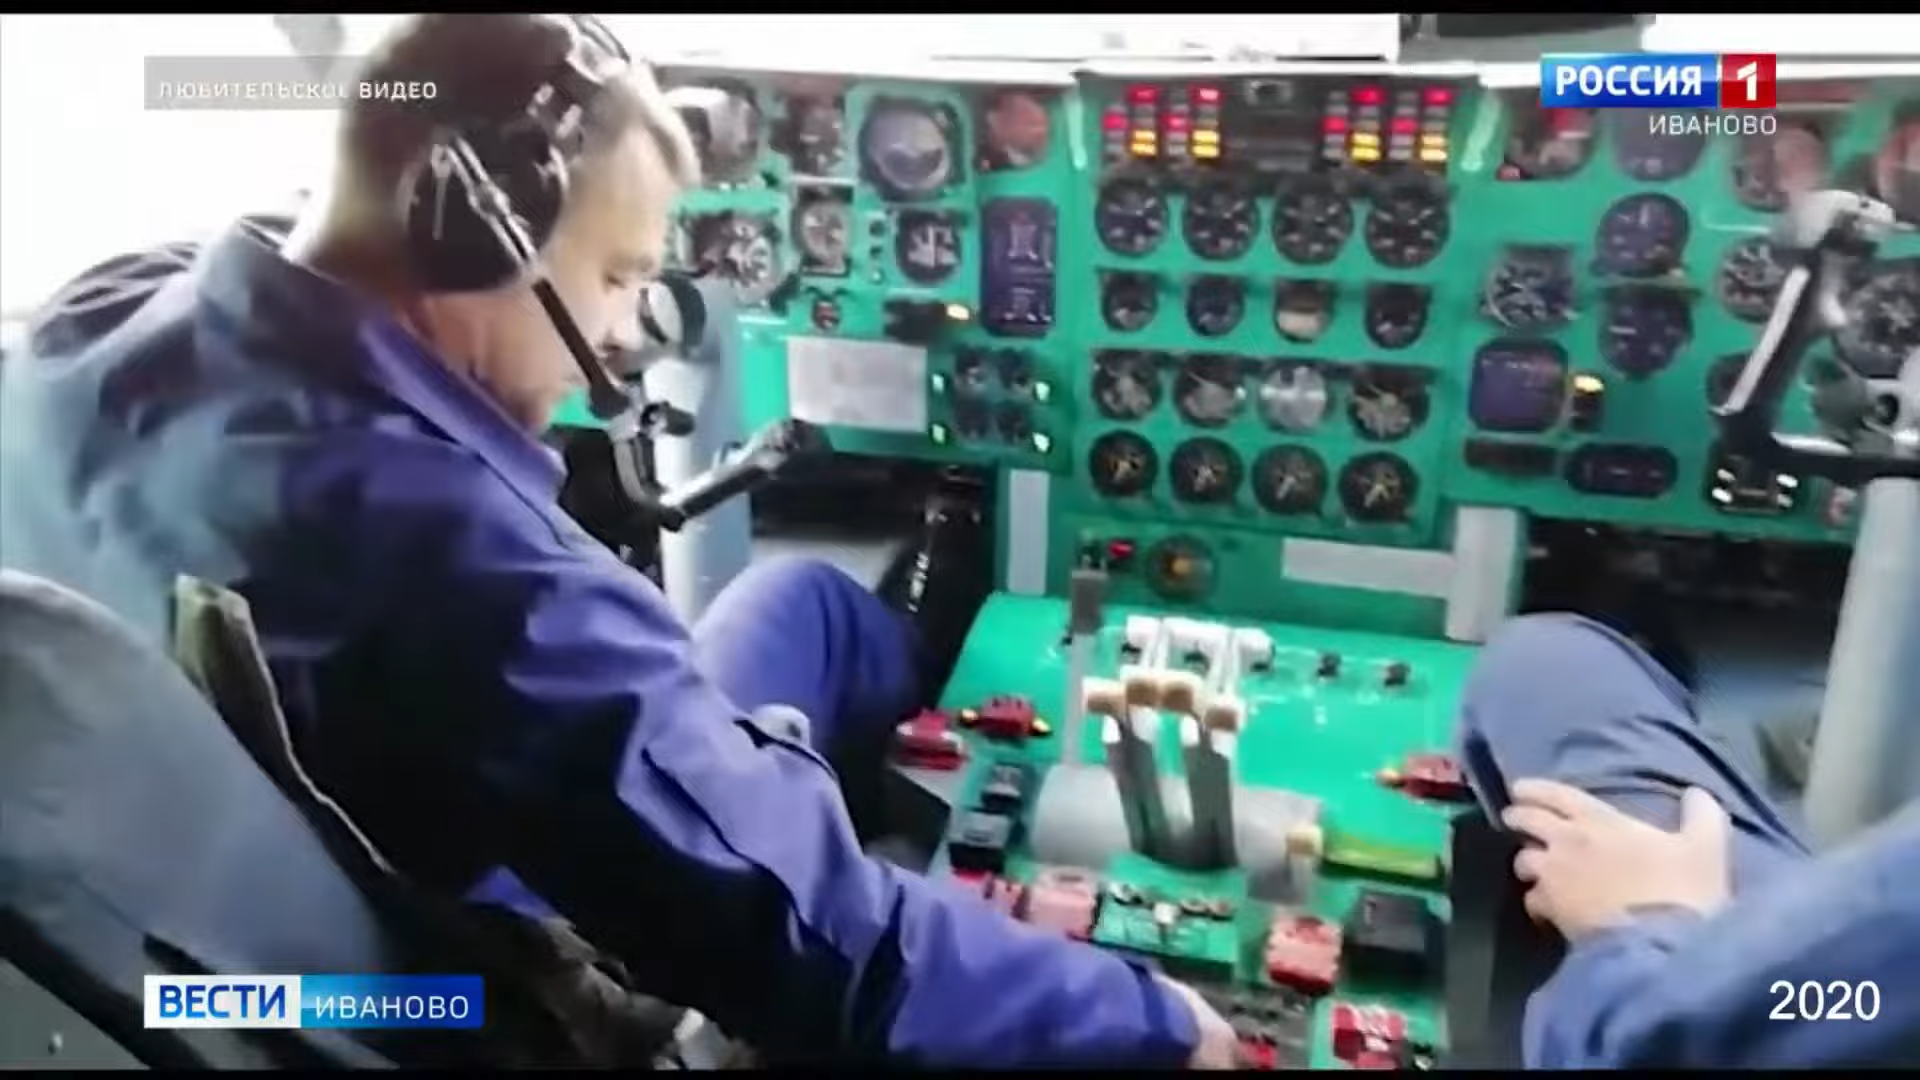 ЛЮБИТЕЛЬСКОЕ ВИДЕО
РОССИЯ 1
ИВАНОВО
ВЕСТИ ИВАНОВО
2020